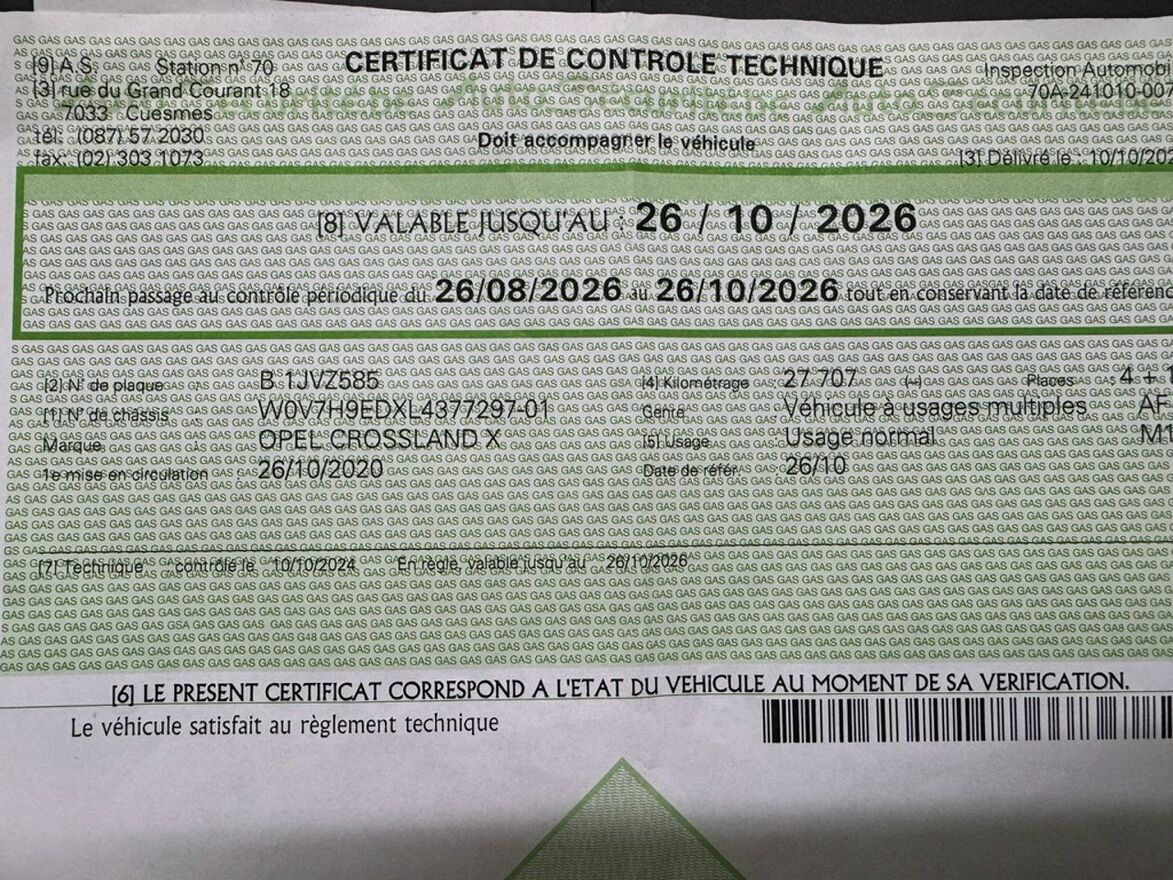 CERTIFICAT DE CONTROLE TECHNIQUE
[9] A.S. Station n° 70
[3] rue du Grand Courant 18
7033 Cuesmes
tél: (087) 57 2030
fax: (02) 303 1073
Inspection Automobi
70A-241010-007
Doit accompagner le véhicule
[3] Délivré le : 10/10/202
[8] VALABLE JUSQU'AU : 26 / 10 / 2026
Prochain passage au contrôle périodique du 26/08/2026 au 26/10/2026 tout en conservant la date de référenc
[2] N° de plaque : B 1JVZ585 [4] Kilométrage : 27 707 (--) Places : 4 + 1
[1] N° de châssis : W0V7H9EDXL4377297-01 Genre : Véhicule à usages multiples AF
Marque : OPEL CROSSLAND X [5] Usage : Usage normal M1
1e mise en circulation : 26/10/2020 Date de référ. : 26/10
[7] Technique contrôlé le 10/10/2024 En règle, valable jusqu'au 26/10/2026
[6] LE PRESENT CERTIFICAT CORRESPOND A L'ETAT DU VEHICULE AU MOMENT DE SA VERIFICATION.
Le véhicule satisfait au règlement technique